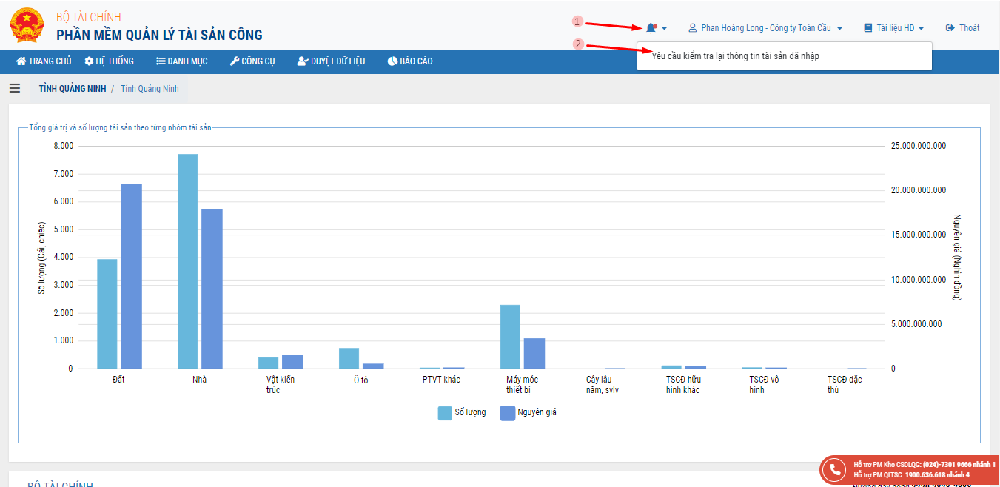 BỘ TÀI CHÍNH
PHẦN MỀM QUẢN LÝ TÀI SẢN CÔNG
1
Phan Hoàng Long - Công ty Toàn Cầu
Tài liệu HD
Thoát
2
Yêu cầu kiểm tra lại thông tin tài sản đã nhập
TRANG CHỦ
HỆ THỐNG
DANH MỤC
CÔNG CỤ
DUYỆT DỮ LIỆU
BÁO CÁO
TỈNH QUẢNG NINH / Tỉnh Quảng Ninh
Tổng giá trị và số lượng tài sản theo từng nhóm tài sản
8.000
7.000
6.000
5.000
4.000
3.000
2.000
1.000
0
Số lượng (Cái, chiếc)
25.000.000.000
20.000.000.000
15.000.000.000
10.000.000.000
5.000.000.000
0
Nguyên giá (Nghìn đồng)
Đất
Nhà
Vật kiến
trúc
Ô tô
PTVT khác
Máy móc
thiết bị
Cây lâu
năm, svlv
TSCĐ hữu
hình khác
TSCĐ vô
hình
TSCĐ đặc
thù
Số lượng
Nguyên giá
Hỗ trợ PM Kho CSDLQG: (024)-7301 9666 nhánh 1
Hỗ trợ PM QLTSC: 1900.636.618 nhánh 4
BỘ TÀI CHÍNH